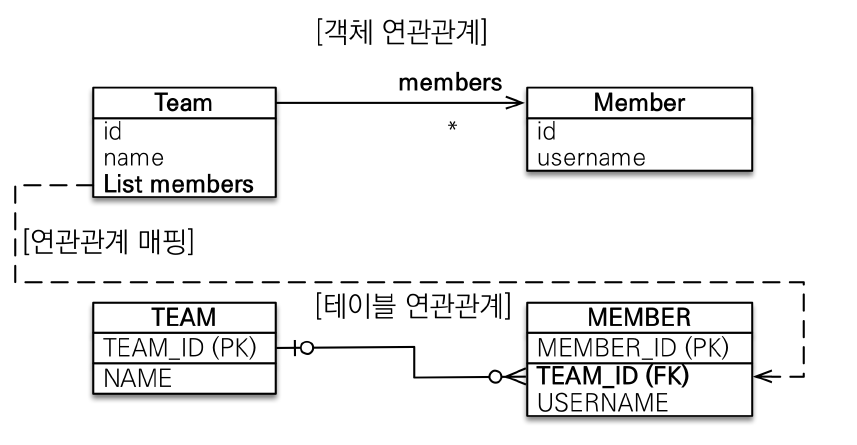 [객체 연관관계]
members
Team
Member
*
id
name
List members
id
username
[연관관계 매핑]
[테이블 연관관계]
TEAM
TEAM_ID (PK)
NAME
MEMBER
MEMBER_ID (PK)
TEAM_ID (FK)
USERNAME